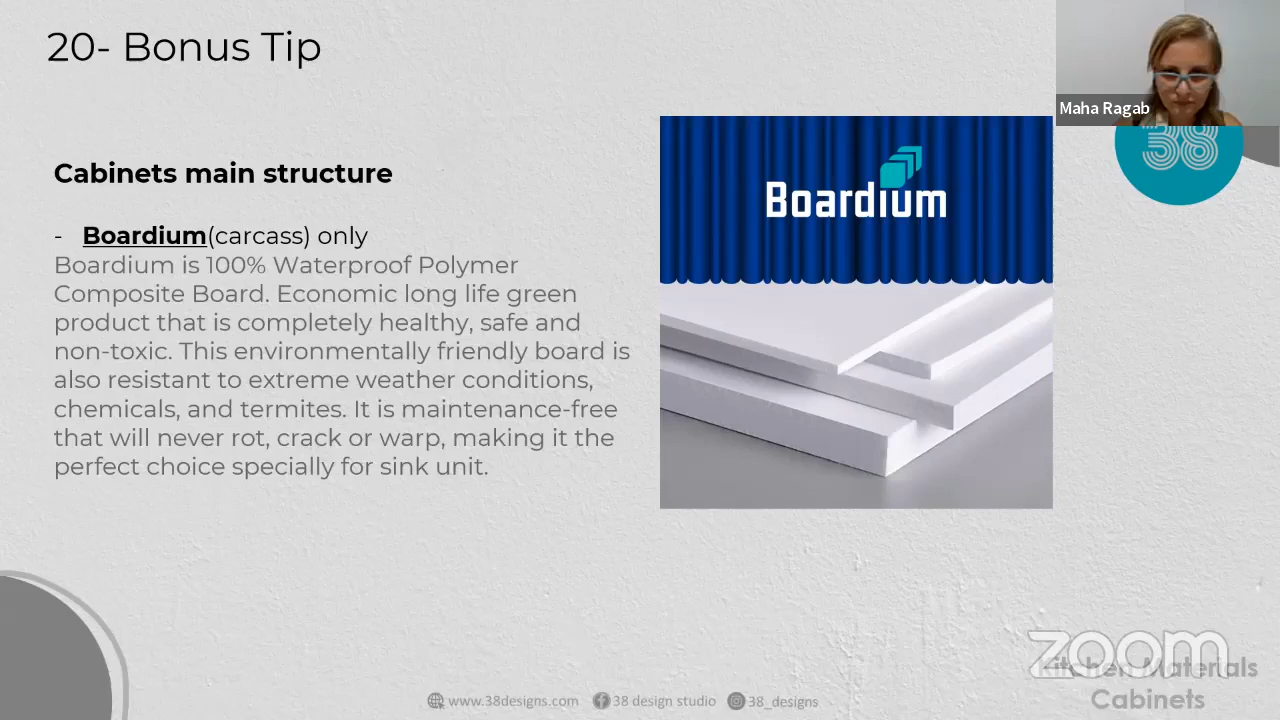 20- Bonus Tip
Maha Ragab
38
Cabinets main structure
- Boardium(carcass) only
Boardium is 100% Waterproof Polymer
Composite Board. Economic long life green
product that is completely healthy, safe and
non-toxic. This environmentally friendly board is
also resistant to extreme weather conditions,
chemicals, and termites. It is maintenance-free
that will never rot, crack or warp, making it the
perfect choice specially for sink unit.
Boardium
zoom
Kitchen Materials
Cabinets
www.38designs.com
38 design studio
38_designs